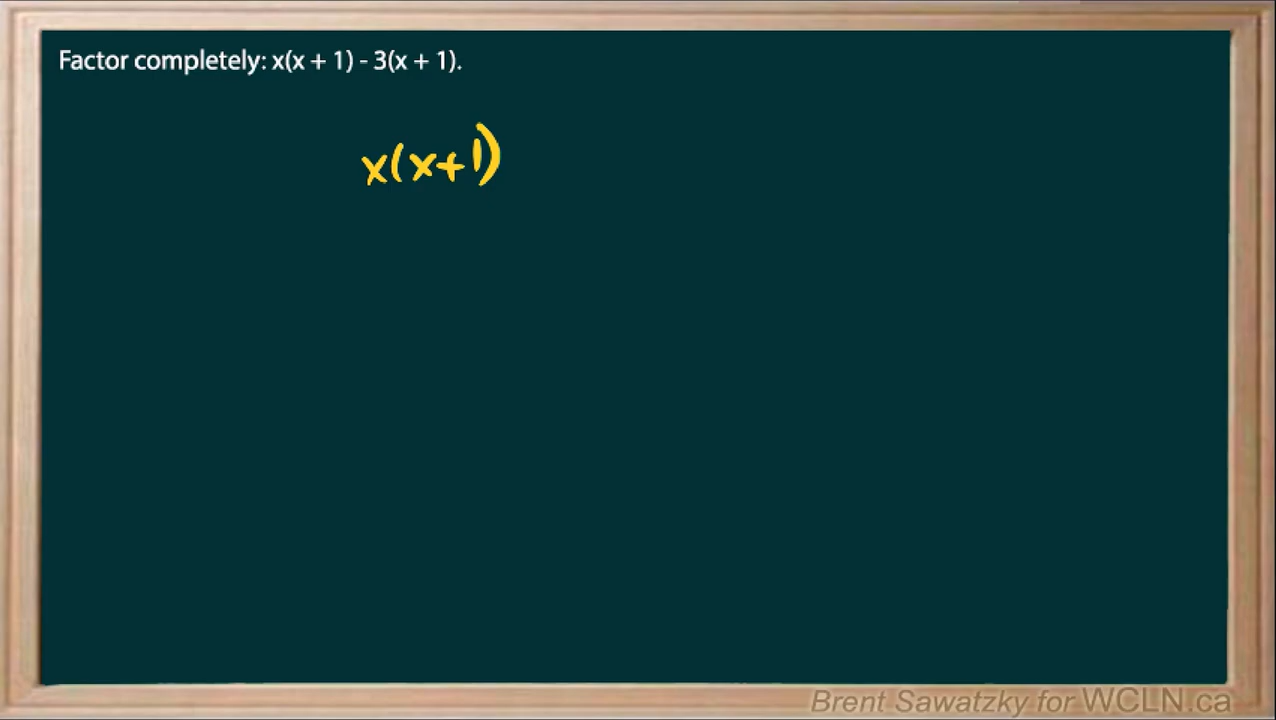 Factor completely: x(x + 1) - 3(x + 1).
x(x+1)
Brent Sawatzky for WCLN.ca